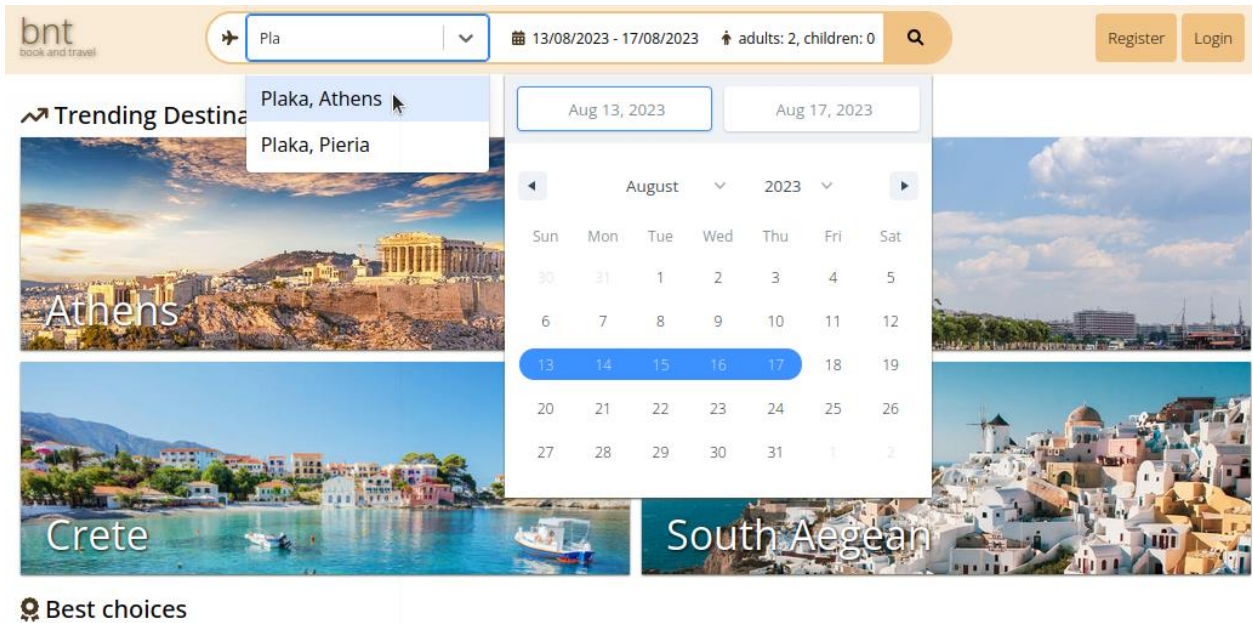 bnt
book and travel
Pla
13/08/2023 - 17/08/2023 adults: 2, children: 0
Register Login
Plaka, Athens
Plaka, Pieria
Trending Destina
Aug 13, 2023 Aug 17, 2023
August 2023
Sun Mon Tue Wed Thu Fri Sat
30 31 1 2 3 4 5
6 7 8 9 10 11 12
13 14 15 16 17 18 19
20 21 22 23 24 25 26
27 28 29 30 31 1 2
Athens
Crete
South Aegean
Best choices